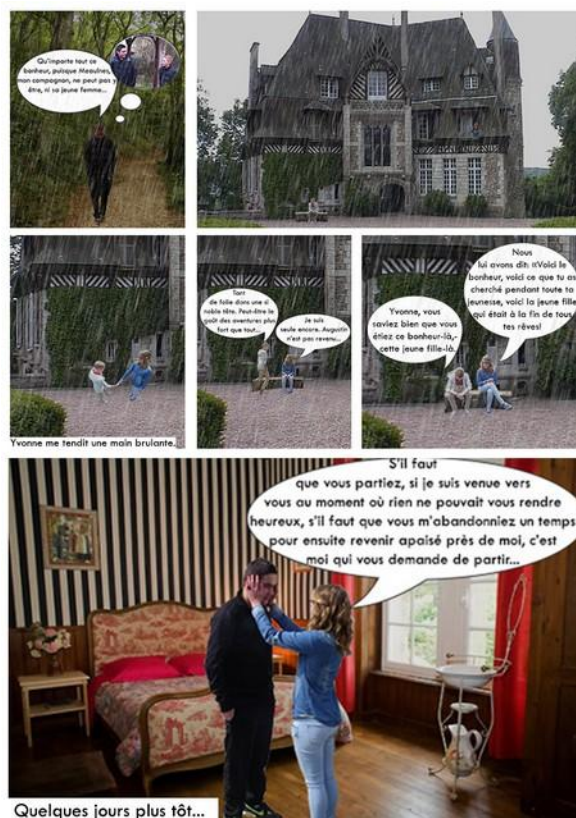 Qu'importe tout ce
bonheur, puisque Meaulnes,
mon compagnon, ne peut pas y
être, ni sa jeune femme...
Yvonne me tendit une main brulante.
Tant
de folie dans une si
noble tête. Peut-être le
goût des aventures plus
fort que tout...
Je suis
seule encore. Augustin
n'est pas revenu...
Yvonne, vous
saviez bien que vous
étiez ce bonheur-là,-
cette jeune fille-là.
Nous
lui avons dit: «Voici le
bonheur, voici ce que tu as
cherché pendant toute ta
jeunesse, voici la jeune fille
qui était à la fin de tous
tes rêves!
S'il faut
que vous partiez, si je suis venue vers
vous au moment où rien ne pouvait vous rendre
heureux, s'il faut que vous m'abandonniez un temps
pour ensuite revenir apaisé près de moi, c'est
moi qui vous demande de partir...
Quelques jours plus tôt...